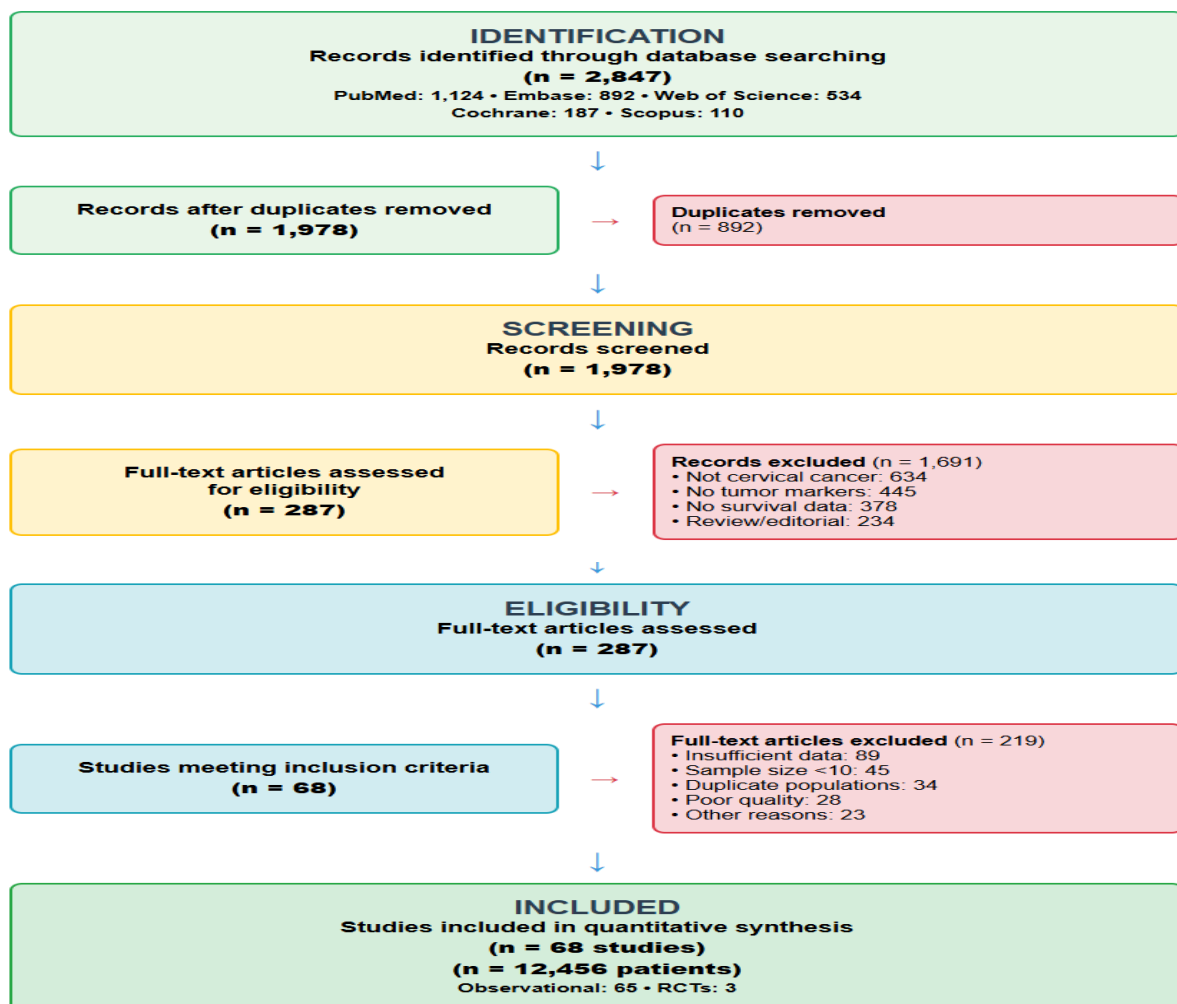 IDENTIFICATION
Records identified through database searching
(n = 2,847)
PubMed: 1,124 • Embase: 892 • Web of Science: 534
Cochrane: 187 • Scopus: 110
↓
Records after duplicates removed
(n = 1,978)
→
Duplicates removed
(n = 892)
↓
SCREENING
Records screened
(n = 1,978)
↓
Full-text articles assessed
for eligibility
(n = 287)
→
Records excluded (n = 1,691)
• Not cervical cancer: 634
• No tumor markers: 445
• No survival data: 378
• Review/editorial: 234
↓
ELIGIBILITY
Full-text articles assessed
(n = 287)
↓
Studies meeting inclusion criteria
(n = 68)
→
Full-text articles excluded (n = 219)
• Insufficient data: 89
• Sample size <10: 45
• Duplicate populations: 34
• Poor quality: 28
• Other reasons: 23
↓
INCLUDED
Studies included in quantitative synthesis
(n = 68 studies)
(n = 12,456 patients)
Observational: 65 • RCTs: 3